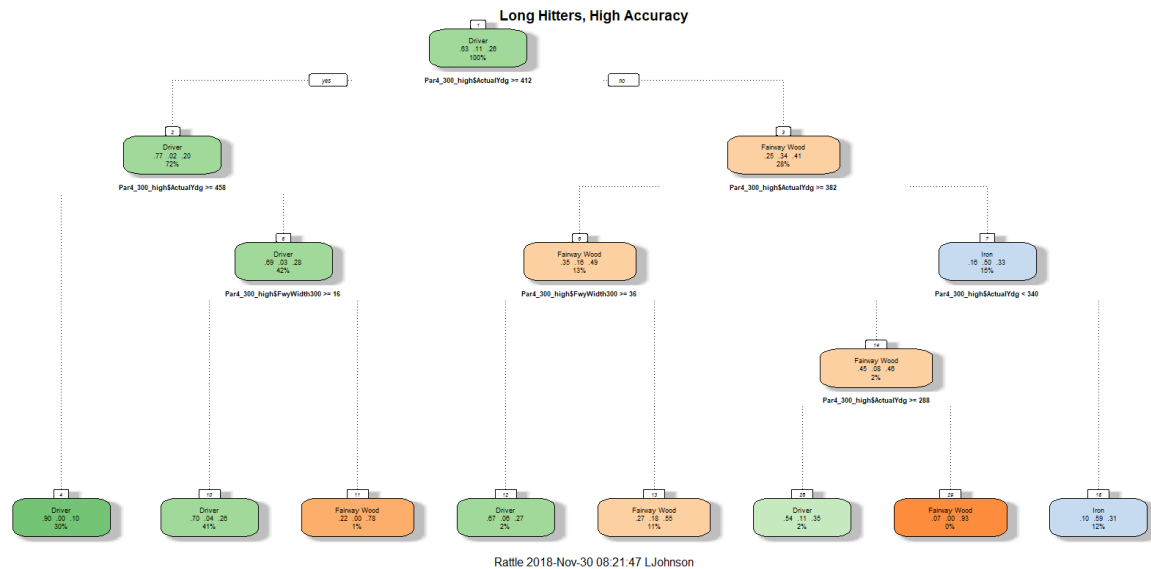 Long Hitters, High Accuracy
1
Driver
.63 .11 .26
100%
yes
Par4_300_high$ActualYdg >= 412
no
2
Driver
.77 .02 .20
72%
Par4_300_high$ActualYdg >= 458
3
Fairway Wood
.25 .34 .41
28%
Par4_300_high$ActualYdg >= 382
5
Driver
.69 .03 .28
42%
Par4_300_high$FwyWidth300 >= 16
6
Fairway Wood
.35 .16 .49
13%
Par4_300_high$FwyWidth300 >= 36
7
Iron
.16 .50 .33
15%
Par4_300_high$ActualYdg < 340
14
Fairway Wood
.45 .08 .46
2%
Par4_300_high$ActualYdg >= 288
4
Driver
.90 .00 .10
30%
10
Driver
.70 .04 .26
41%
11
Fairway Wood
.22 .00 .78
1%
12
Driver
.67 .06 .27
2%
13
Fairway Wood
.27 .18 .55
11%
28
Driver
.54 .11 .35
2%
29
Fairway Wood
.07 .00 .93
0%
15
Iron
.10 .59 .31
12%
Rattle 2018-Nov-30 08:21:47 LJohnson